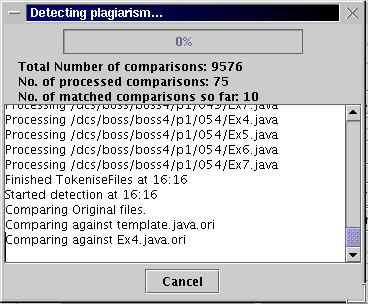 Detecting plagiarism...
0%
Total Number of comparisons: 9576
No. of processed comparisons: 75
No. of matched comparisons so far: 10
Processing /dcs/boss/boss4/p1/049/Ex7.java
Processing /dcs/boss/boss4/p1/054/Ex4.java
Processing /dcs/boss/boss4/p1/054/Ex5.java
Processing /dcs/boss/boss4/p1/054/Ex6.java
Processing /dcs/boss/boss4/p1/054/Ex7.java
Finished TokeniseFiles at 16:16
Started detection at 16:16
Comparing Original files.
Comparing against template.java.ori
Comparing against Ex4.java.ori
Cancel